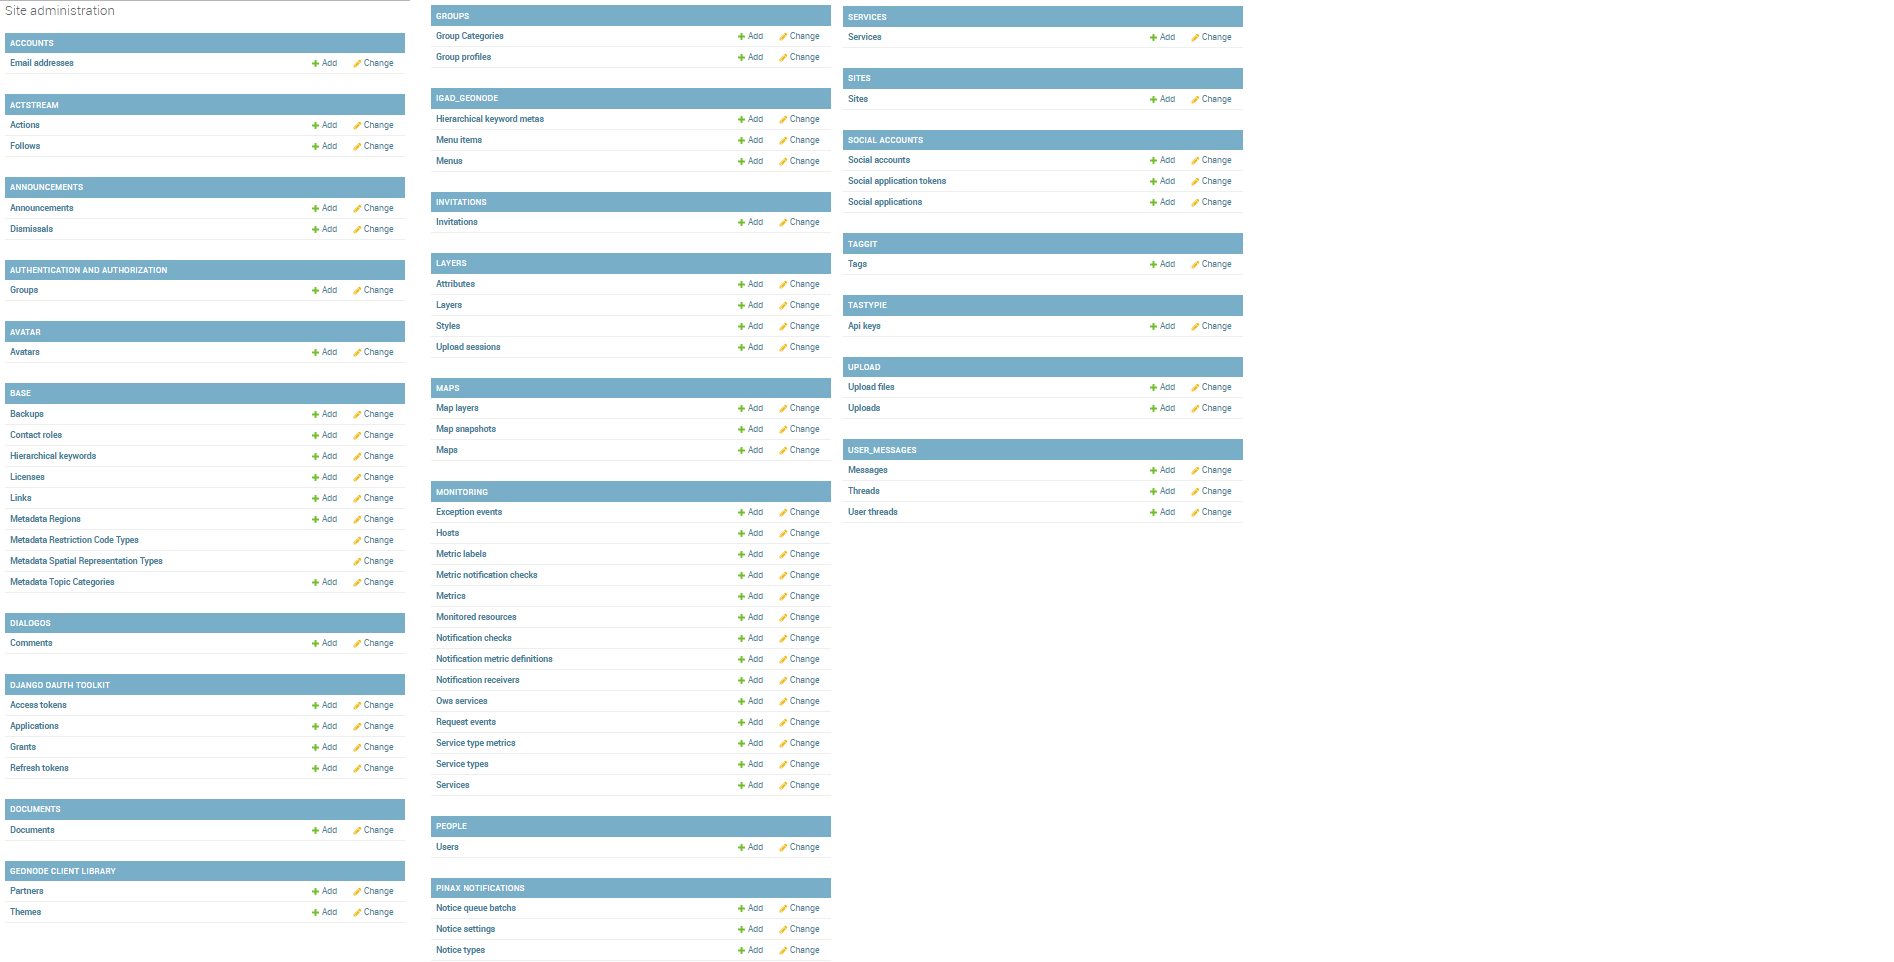 Site administration
ACCOUNTS
Email addresses Add Change
ACTSTREAM
Actions Add Change
Follows Add Change
ANNOUNCEMENTS
Announcements Add Change
Dismissals Add Change
AUTHENTICATION AND AUTHORIZATION
Groups Add Change
AVATAR
Avatars Add Change
BASE
Backups Add Change
Contact roles Add Change
Hierarchical keywords Add Change
Licenses Add Change
Links Add Change
Metadata Regions Add Change
Metadata Restriction Code Types Change
Metadata Spatial Representation Types Change
Metadata Topic Categories Add Change
DIALOGOS
Comments Add Change
DJANGO OAUTH TOOLKIT
Access tokens Add Change
Applications Add Change
Grants Add Change
Refresh tokens Add Change
DOCUMENTS
Documents Add Change
GEONODE CLIENT LIBRARY
Partners Add Change
Themes Add Change
GROUPS
Group Categories Add Change
Group profiles Add Change
IGAD_GEONODE
Hierarchical keyword metas Add Change
Menu items Add Change
Menus Add Change
INVITATIONS
Invitations Add Change
LAYERS
Attributes Add Change
Layers Add Change
Styles Add Change
Upload sessions Add Change
MAPS
Map layers Add Change
Map snapshots Add Change
Maps Add Change
MONITORING
Exception events Add Change
Hosts Add Change
Metric labels Add Change
Metric notification checks Add Change
Metrics Add Change
Monitored resources Add Change
Notification checks Add Change
Notification metric definitions Add Change
Notification receivers Add Change
Ows services Add Change
Request events Add Change
Service type metrics Add Change
Service types Add Change
Services Add Change
PEOPLE
Users Add Change
PINAX NOTIFICATIONS
Notice queue batchs Add Change
Notice settings Add Change
Notice types Add Change
SERVICES
Services Add Change
SITES
Sites Add Change
SOCIAL ACCOUNTS
Social accounts Add Change
Social application tokens Add Change
Social applications Add Change
TAGGIT
Tags Add Change
TASTYPIE
Api keys Add Change
UPLOAD
Upload files Add Change
Uploads Add Change
USER_MESSAGES
Messages Add Change
Threads Add Change
User threads Add Change